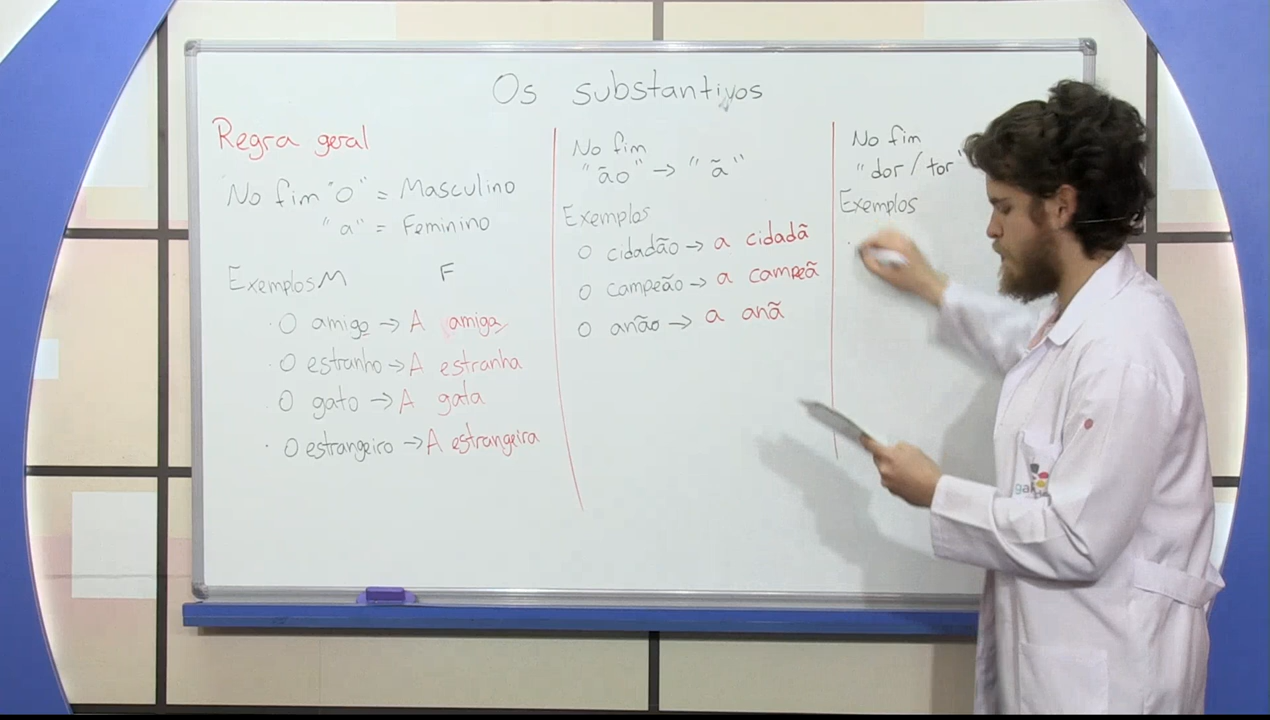 Os substantivos
Regra geral
No fim "o" = Masculino
"a" = Feminino
Exemplos M F
· O amigo → A amiga
· O estranho → A estranha
· O gato → A gata
· O estrangeiro → A estrangeira
No fim
"ão" → "ã"
Exemplos
O cidadão → a cidadã
O campeão → a campeã
O anão → a anã
No fim
"dor / tor"
Exemplos